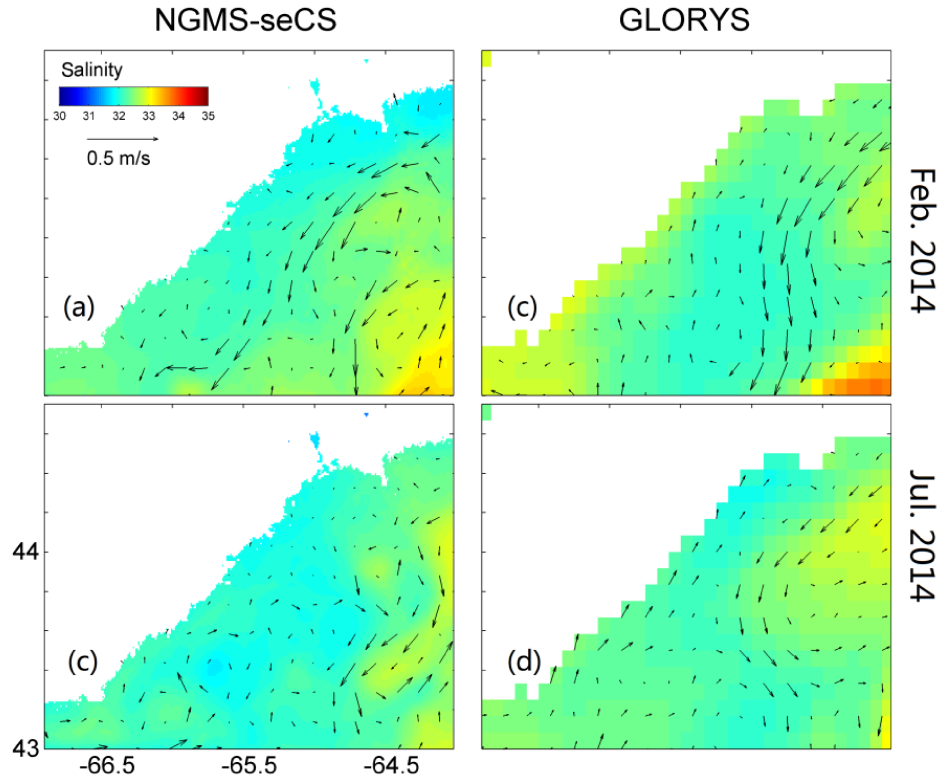 NGMS-seCS
GLORYS
Salinity
30 31 32 33 34 35
0.5 m/s
(a)
(c)
Feb. 2014
(c)
(d)
Jul. 2014
44
43
-66.5 -65.5 -64.5